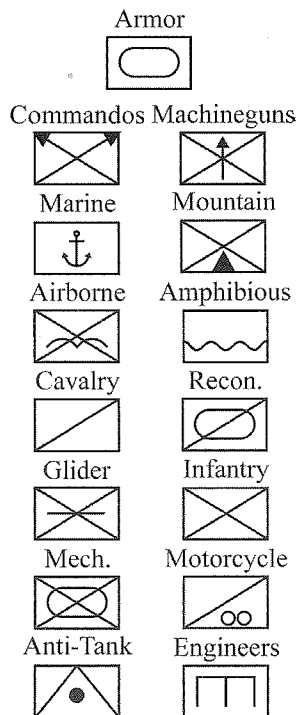 Armor
Commandos Machineguns
Marine Mountain
Airborne Amphibious
Cavalry Recon.
Glider Infantry
Mech. Motorcycle
Anti-Tank Engineers